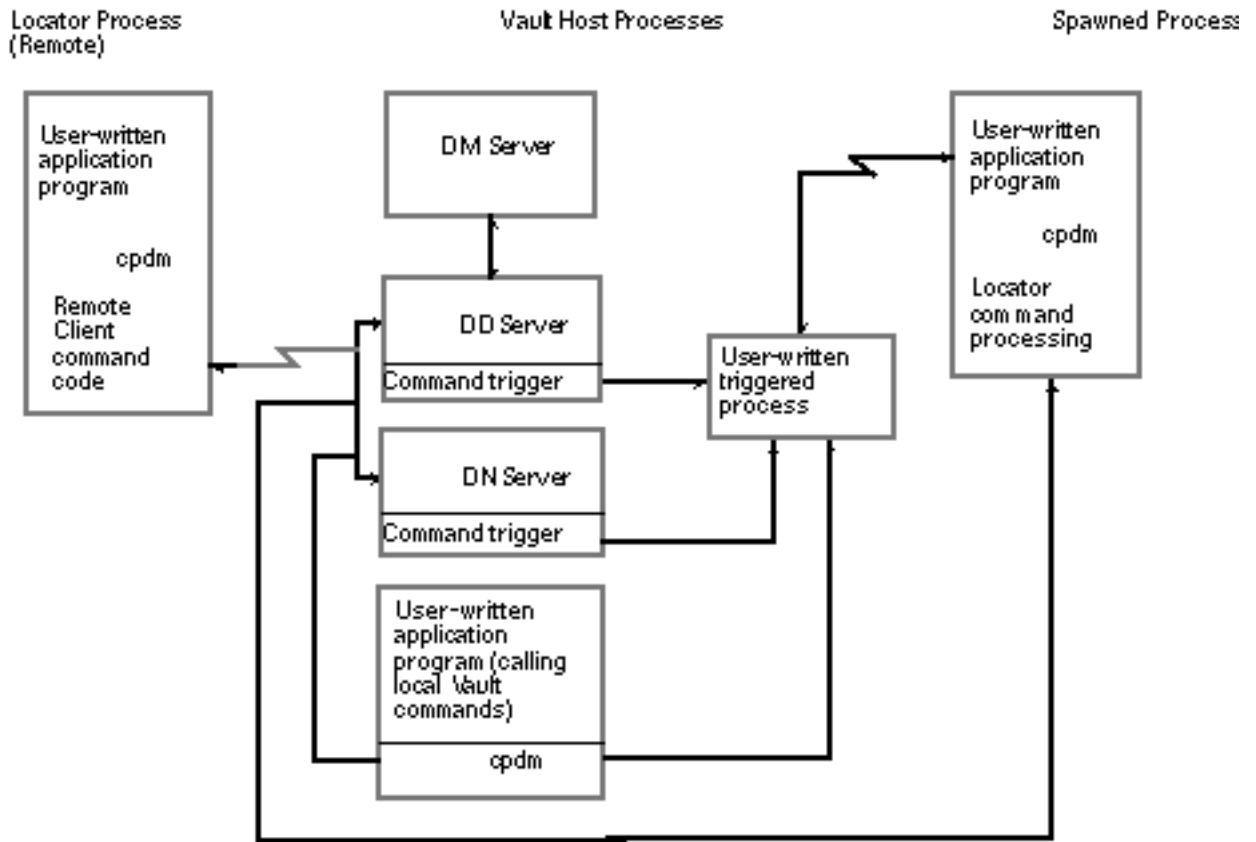 Locator Process
(Remote)
Vault Host Processes
Spawned Process
User-written
application
program
cpdm
Remote
Client
command
code
DM Server
DD Server
Command trigger
DN Server
Command trigger
User-written
application
program (calling
local Vault
commands)
cpdm
User-written
triggered
process
User-written
application
program
cpdm
Locator
command
processing